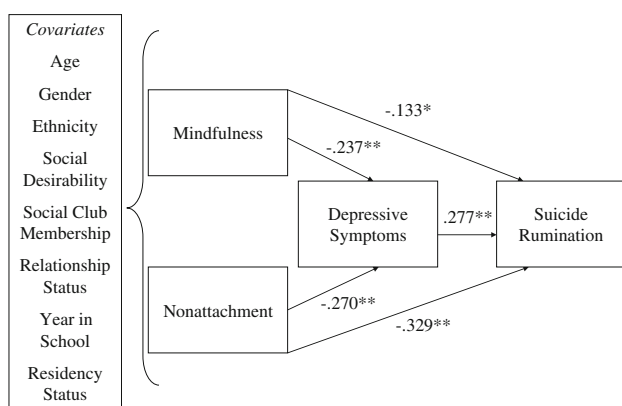 Covariates
Age
Gender
Ethnicity
Social
Desirability
Social Club
Membership
Relationship
Status
Year in
School
Residency
Status
Mindfulness
Nonattachment
-.133*
-.237**
Depressive
Symptoms
.277**
Suicide
Rumination
-.270**
-.329**